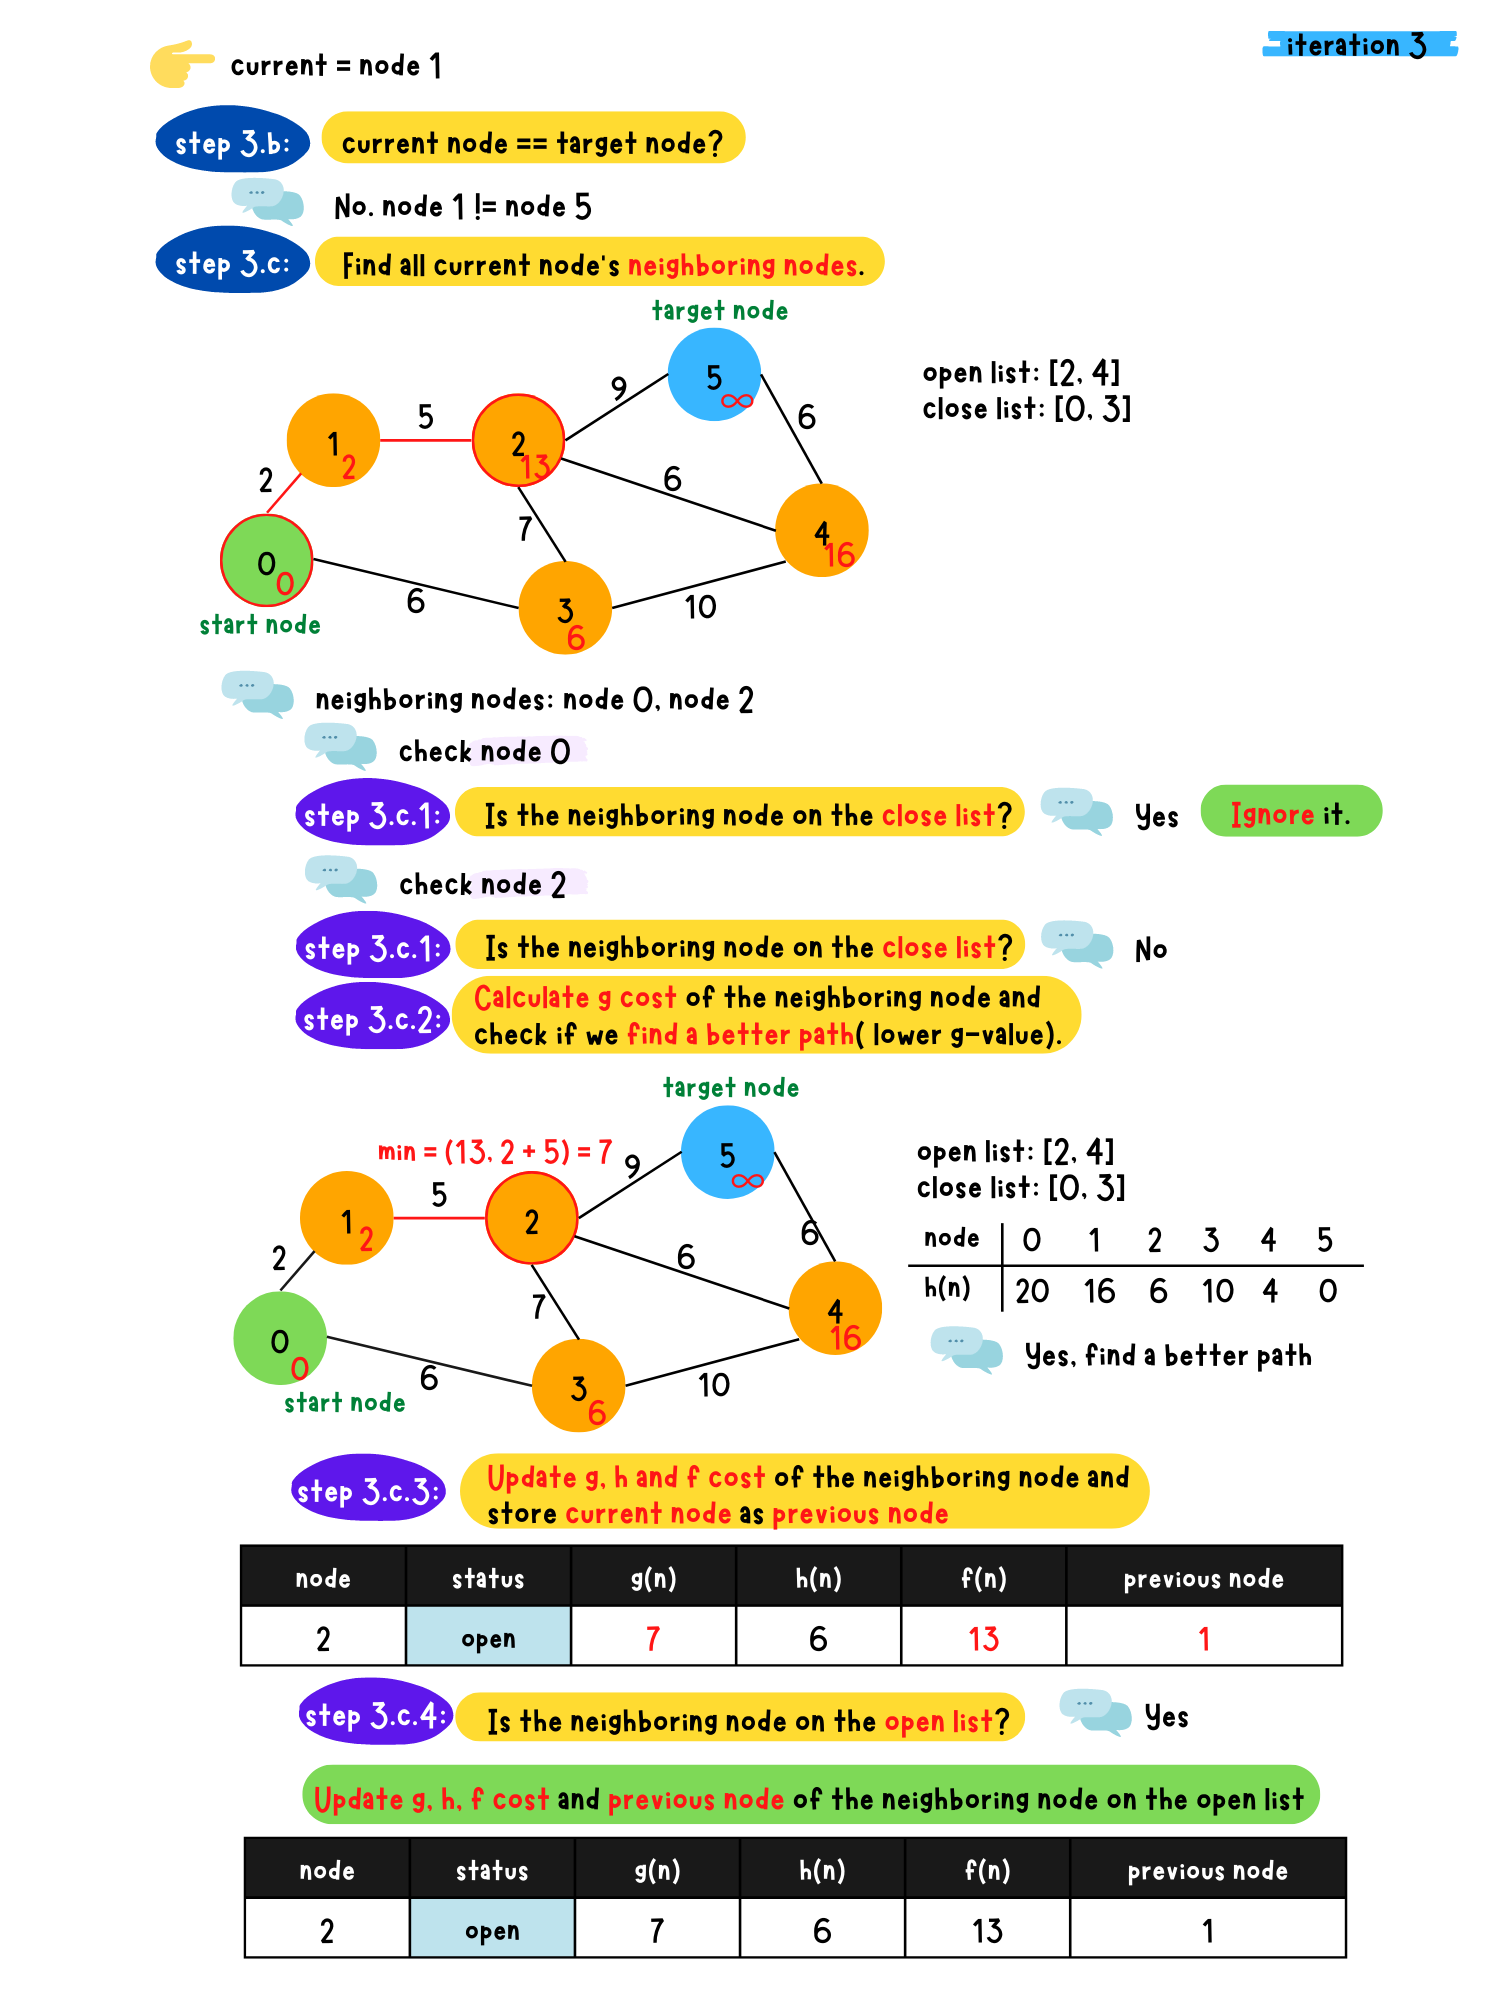 iteration 3
current = node 1
step 3.b: current node == target node?
No. node 1 != node 5
step 3.c: Find all current node's neighboring nodes.
target node
5
∞
open list: [2, 4]
close list: [0, 3]
9
6
5
1
2
2
13
2
6
4
16
7
0
0
6
3
6
10
start node
neighboring nodes: node 0, node 2
check node 0
step 3.c.1: Is the neighboring node on the close list? Yes Ignore it.
check node 2
step 3.c.1: Is the neighboring node on the close list? No
step 3.c.2: Calculate g cost of the neighboring node and
check if we find a better path( lower g-value).
target node
min = (13, 2 + 5) = 7
5
∞
open list: [2, 4]
close list: [0, 3]
9
5
1
2
2
6
node 0 1 2 3 4 5
h(n) 20 16 6 10 4 0
2
6
4
16
7
0
0
6
3
6
10
start node
Yes, find a better path
step 3.c.3: Update g, h and f cost of the neighboring node and
store current node as previous node
node status g(n) h(n) f(n) previous node
2 open 7 6 13 1
step 3.c.4: Is the neighboring node on the open list? Yes
Update g, h, f cost and previous node of the neighboring node on the open list
node status g(n) h(n) f(n) previous node
2 open 7 6 13 1